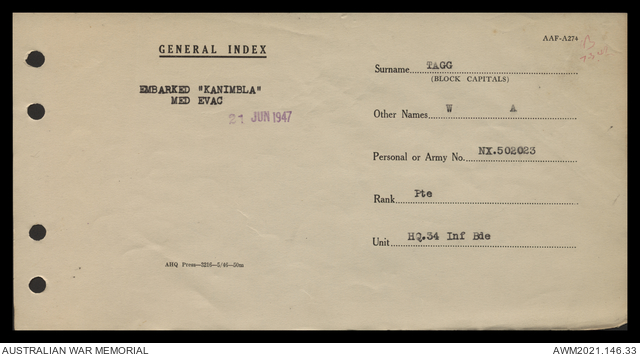 AAF-A274
GENERAL INDEX
EMBARKED "KANIMBLA"
MED EVAC
21 JUN 1947
Surname TAGG
(BLOCK CAPITALS)
Other Names W A
Personal or Army No. NX.502023
Rank Pte
Unit HQ.34 Inf Bde
AHQ Press—3216—5/46—50m
AUSTRALIAN WAR MEMORIAL
AWM2021.146.33